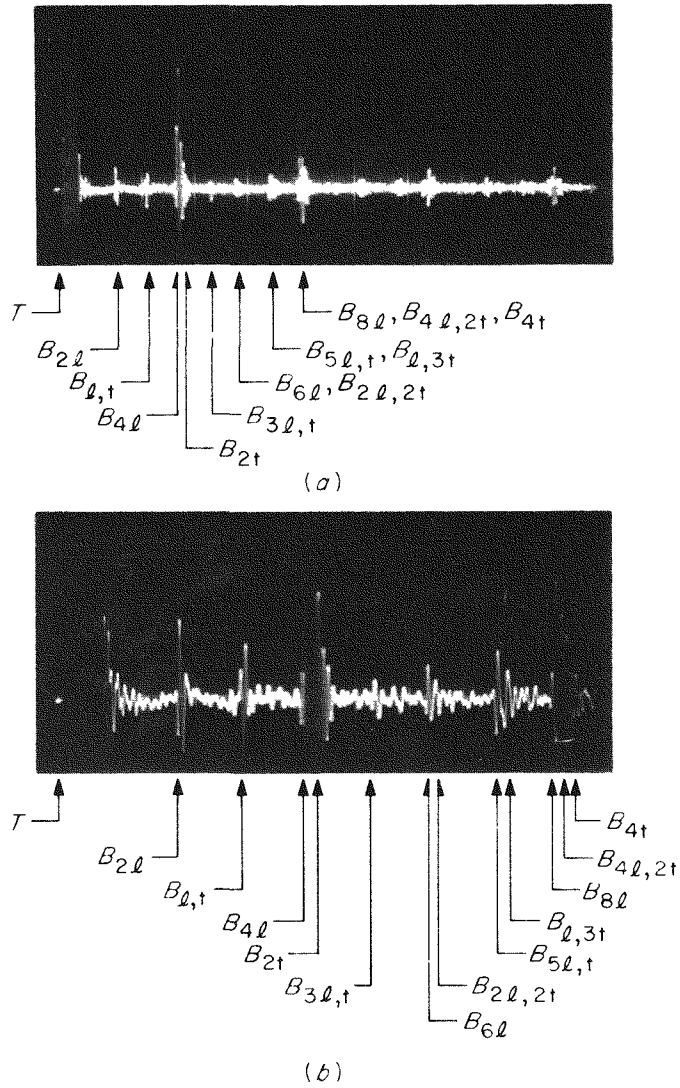 T
B8ℓ, B4ℓ,2t, B4t
B2ℓ
B5ℓ,t, Bℓ,3t
Bℓ,t
B6ℓ, B2ℓ,2t
B4ℓ
B3ℓ,t
B2t
(a)
T
B4t
B2ℓ
B4ℓ,2t
Bℓ,t
B8ℓ
B4ℓ
Bℓ,3t
B2t
B5ℓ,t
B3ℓ,t
B2ℓ,2t
B6ℓ
(b)